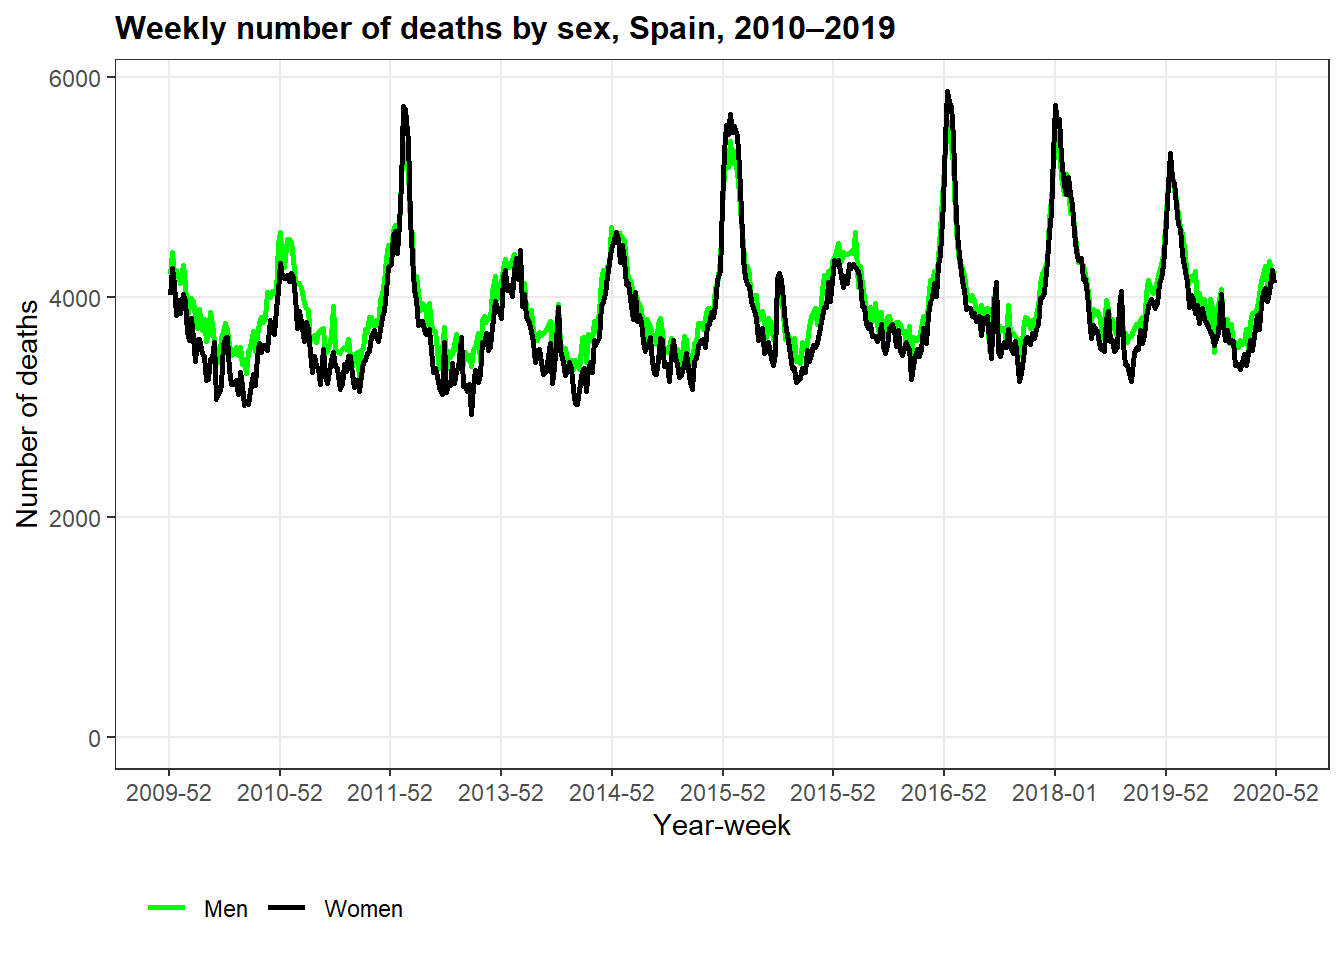 Weekly number of deaths by sex, Spain, 2010–2019
Number of deaths
6000
4000
2000
0
2009-52 2010-52 2011-52 2013-52 2014-52 2015-52 2015-52 2016-52 2018-01 2019-52 2020-52
Year-week
Men Women